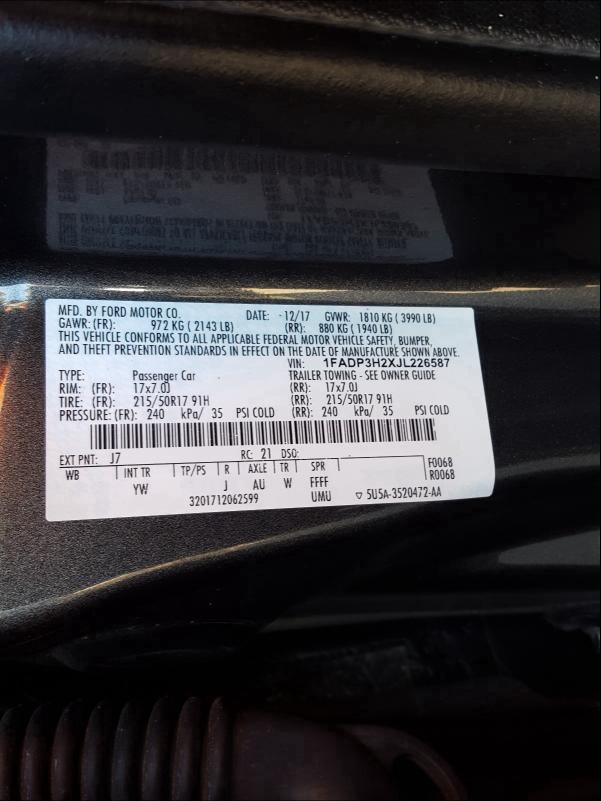 MFD. BY FORD MOTOR CO. DATE: -12/17 GVWR: 1810 KG ( 3990 LB)
GAWR: (FR): 972 KG ( 2143 LB) (RR): 880 KG ( 1940 LB)
THIS VEHICLE CONFORMS TO ALL APPLICABLE FEDERAL MOTOR VEHICLE SAFETY, BUMPER,
AND THEFT PREVENTION STANDARDS IN EFFECT ON THE DATE OF MANUFACTURE SHOWN ABOVE.
VIN: 1FADP3H2XJL226587
TYPE: Passenger Car TRAILER TOWING - SEE OWNER GUIDE
RIM: (FR): 17x7.0J (RR): 17x7.0J
TIRE: (FR): 215/50R17 91H (RR): 215/50R17 91H
PRESSURE: (FR): 240 kPa/ 35 PSI COLD (RR): 240 kPa/ 35 PSI COLD
EXT PNT: J7 RC: 21 DSO:
WB INT TR TP/PS R AXLE TR SPR F0068
YW J AU W FFFF R0068
3201712062599 UMU ▽ 5U5A-3520472-AA